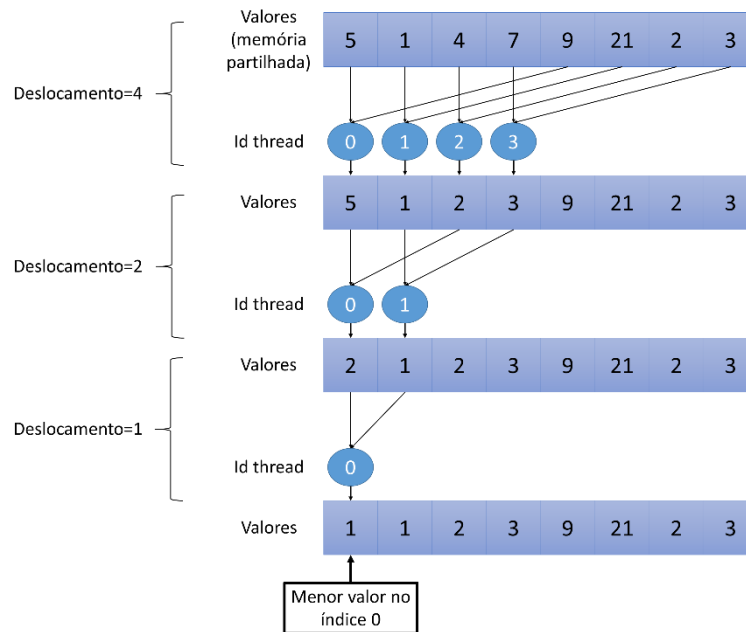 Valores
(memória
partilhada)
5 1 4 7 9 21 2 3
Deslocamento=4
Id thread
0 1 2 3
Valores
5 1 2 3 9 21 2 3
Deslocamento=2
Id thread
0 1
Valores
2 1 2 3 9 21 2 3
Deslocamento=1
Id thread
0
Valores
1 1 2 3 9 21 2 3
Menor valor no
índice 0